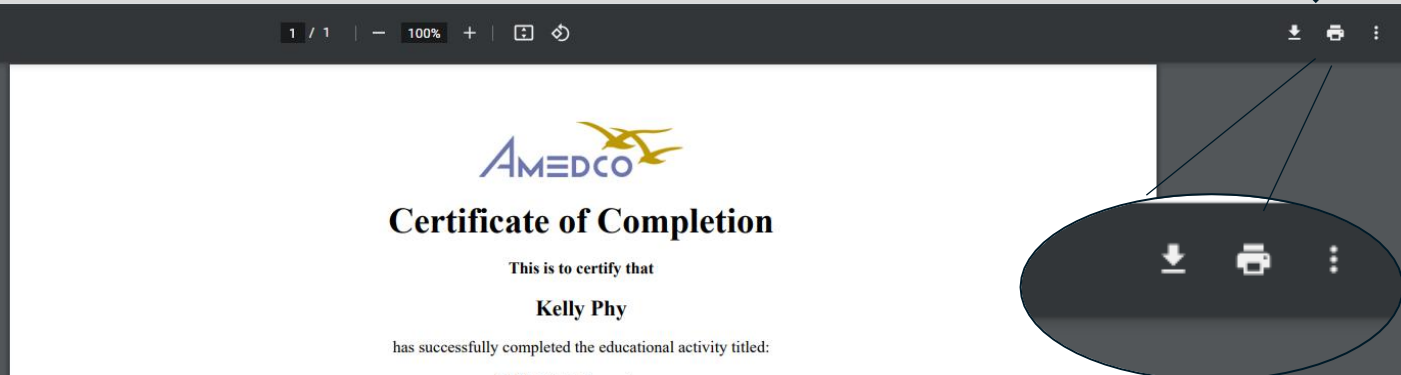 1 / 1 | − 100% + |
AMEDCO
Certificate of Completion
This is to certify that
Kelly Phy
has successfully completed the educational activity titled: